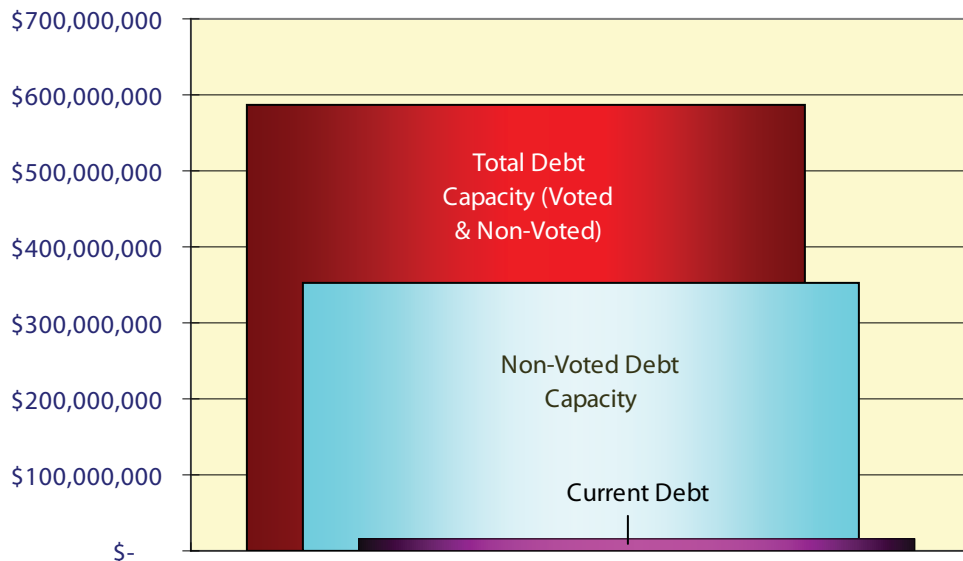 $700,000,000
$600,000,000
$500,000,000
$400,000,000
$300,000,000
$200,000,000
$100,000,000
$-
Total Debt
Capacity (Voted
& Non-Voted)
Non-Voted Debt
Capacity
Current Debt